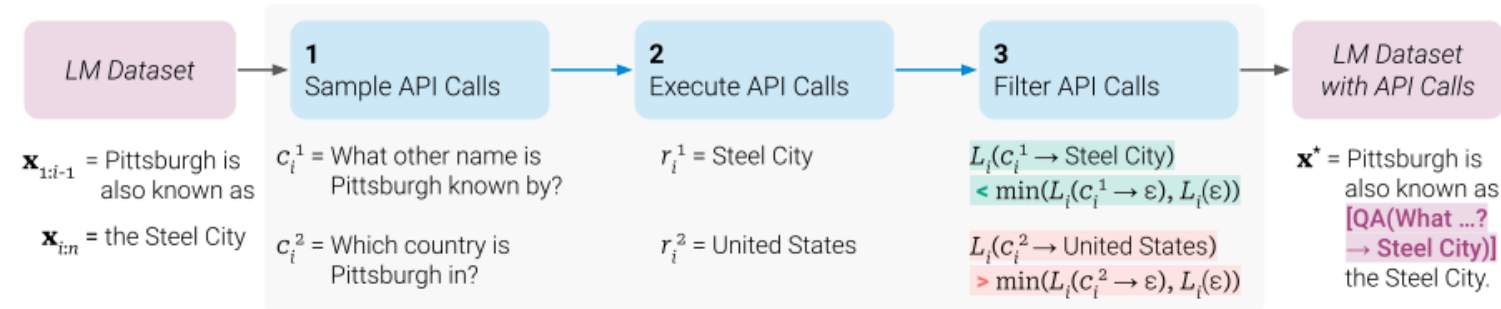 LM Dataset
1
Sample API Calls
2
Execute API Calls
3
Filter API Calls
LM Dataset
with API Calls
x1:i-1 = Pittsburgh is
also known as
xi:n = the Steel City
ci1 = What other name is
Pittsburgh known by?
ci2 = Which country is
Pittsburgh in?
ri1 = Steel City
ri2 = United States
Li(ci1 → Steel City)
< min(Li(ci1 → ε), Li(ε))
Li(ci2 → United States)
> min(Li(ci2 → ε), Li(ε))
x* = Pittsburgh is
also known as
[QA(What ...?
→ Steel City)]
the Steel City.